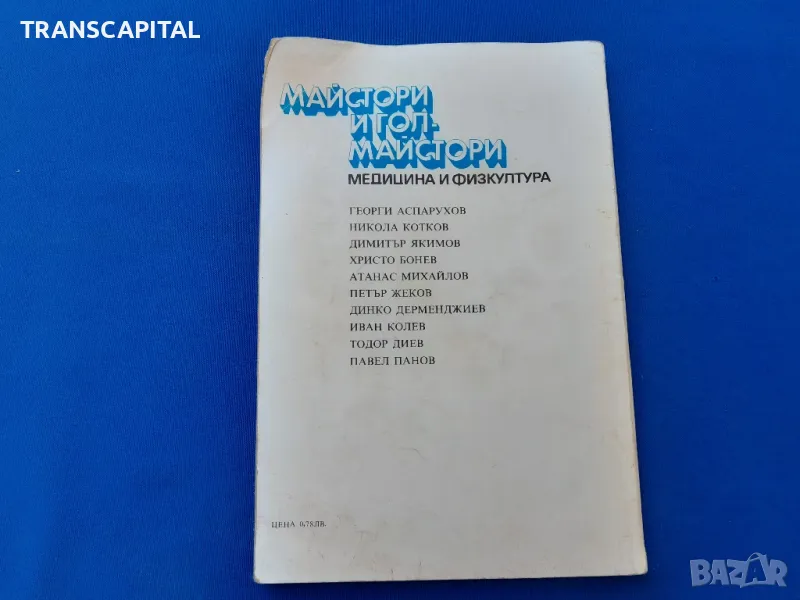 TRANSCAPITAL
МАЙСТОРИ
И ГОЛ-
МАЙСТОРИ
МЕДИЦИНА И ФИЗКУЛТУРА
ГЕОРГИ АСПАРУХОВ
НИКОЛА КОТКОВ
ДИМИТЪР ЯКИМОВ
ХРИСТО БОНЕВ
АТАНАС МИХАЙЛОВ
ПЕТЪР ЖЕКОВ
ДИНКО ДЕРМЕНДЖИЕВ
ИВАН КОЛЕВ
ТОДОР ДИЕВ
ПАВЕЛ ПАНОВ
ЦЕНА 0,78ЛВ.
BAZAR